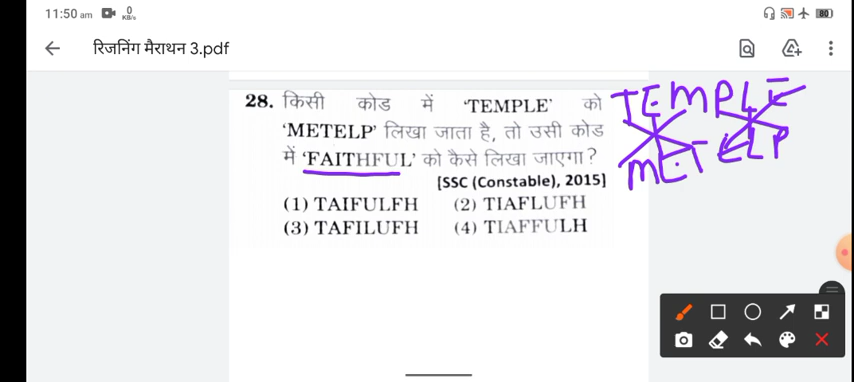 11:50 am 0 KB/s 80
रिजनिंग मैराथन 3.pdf
28. किसी कोड में 'TEMPLE' को
'METELP' लिखा जाता है, तो उसी कोड
में 'FAITHFUL' को कैसे लिखा जाएगा?
[SSC (Constable), 2015]
(1) TAIFULFH (2) TIAFLUFH
(3) TAFILUFH (4) TIAFFULH
TEMPLE
METELP